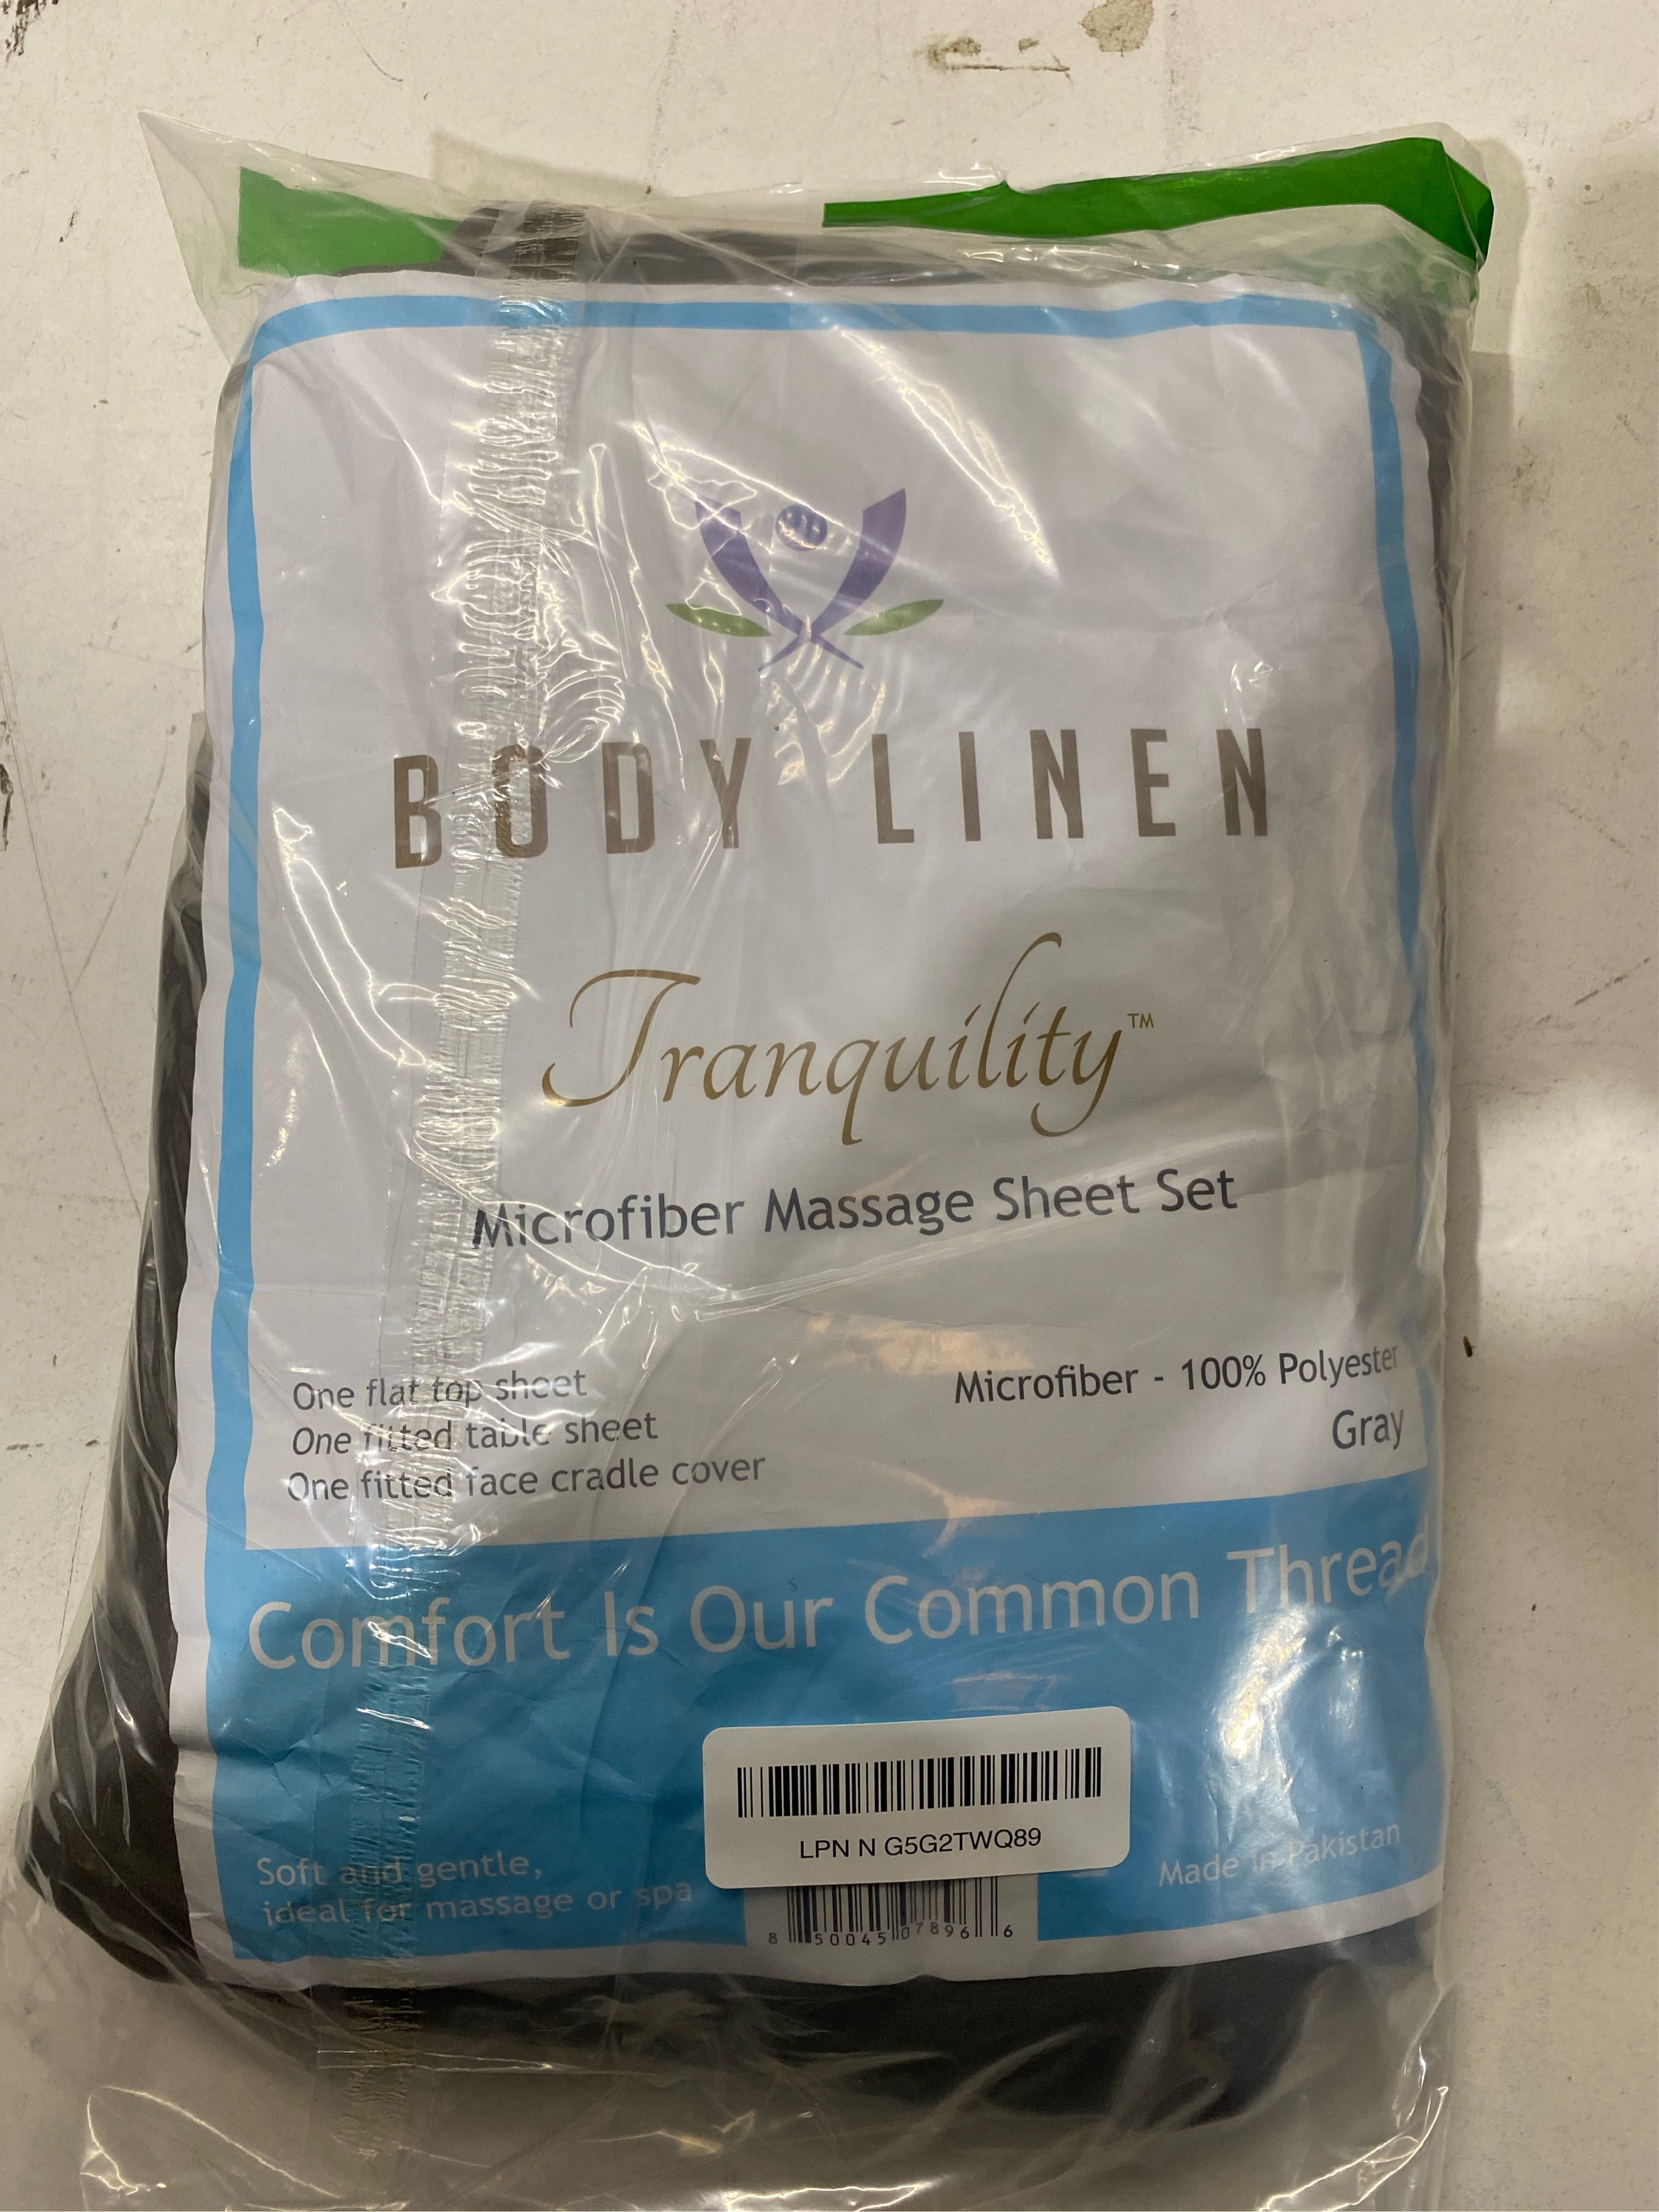 BODY LINEN
Tranquility™
Microfiber Massage Sheet Set
One flat top sheet
One fitted table sheet
One fitted face cradle cover
Microfiber - 100% Polyester
Gray
Comfort Is Our Common Thread
LPN N G5G2TWQ89
Soft and gentle,
ideal for massage or spa
Made in Pakistan
8 50045 07896 6